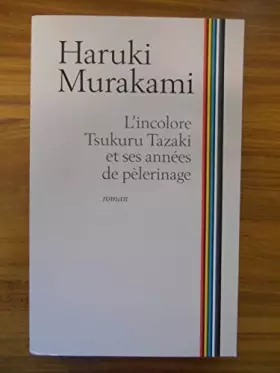 Haruki
Murakami
L'incolore
Tsukuru Tazaki
et ses années
de pèlerinage
roman